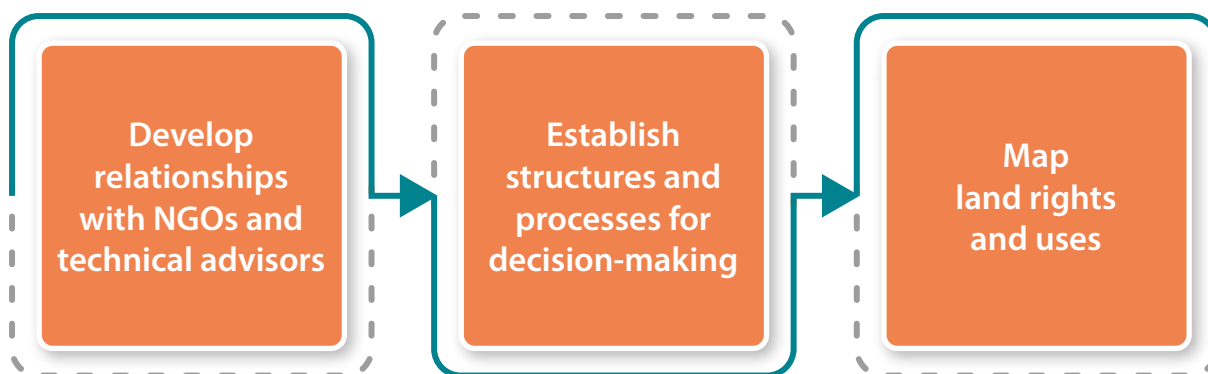 Develop
relationships
with NGOs and
technical advisors
Establish
structures and
processes for
decision-making
Map
land rights
and uses